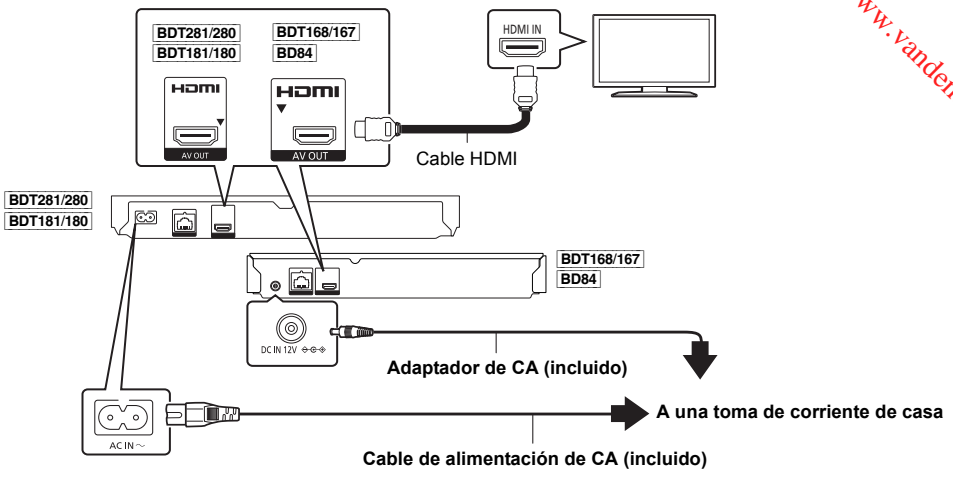 BDT281/280
BDT181/180
BDT168/167
BD84
HDMI IN
HDMI
HDMI
AV OUT
AV OUT
Cable HDMI
BDT281/280
BDT181/180
BDT168/167
BD84
DC IN 12V
Adaptador de CA (incluido)
A una toma de corriente de casa
AC IN ~
Cable de alimentación de CA (incluido)